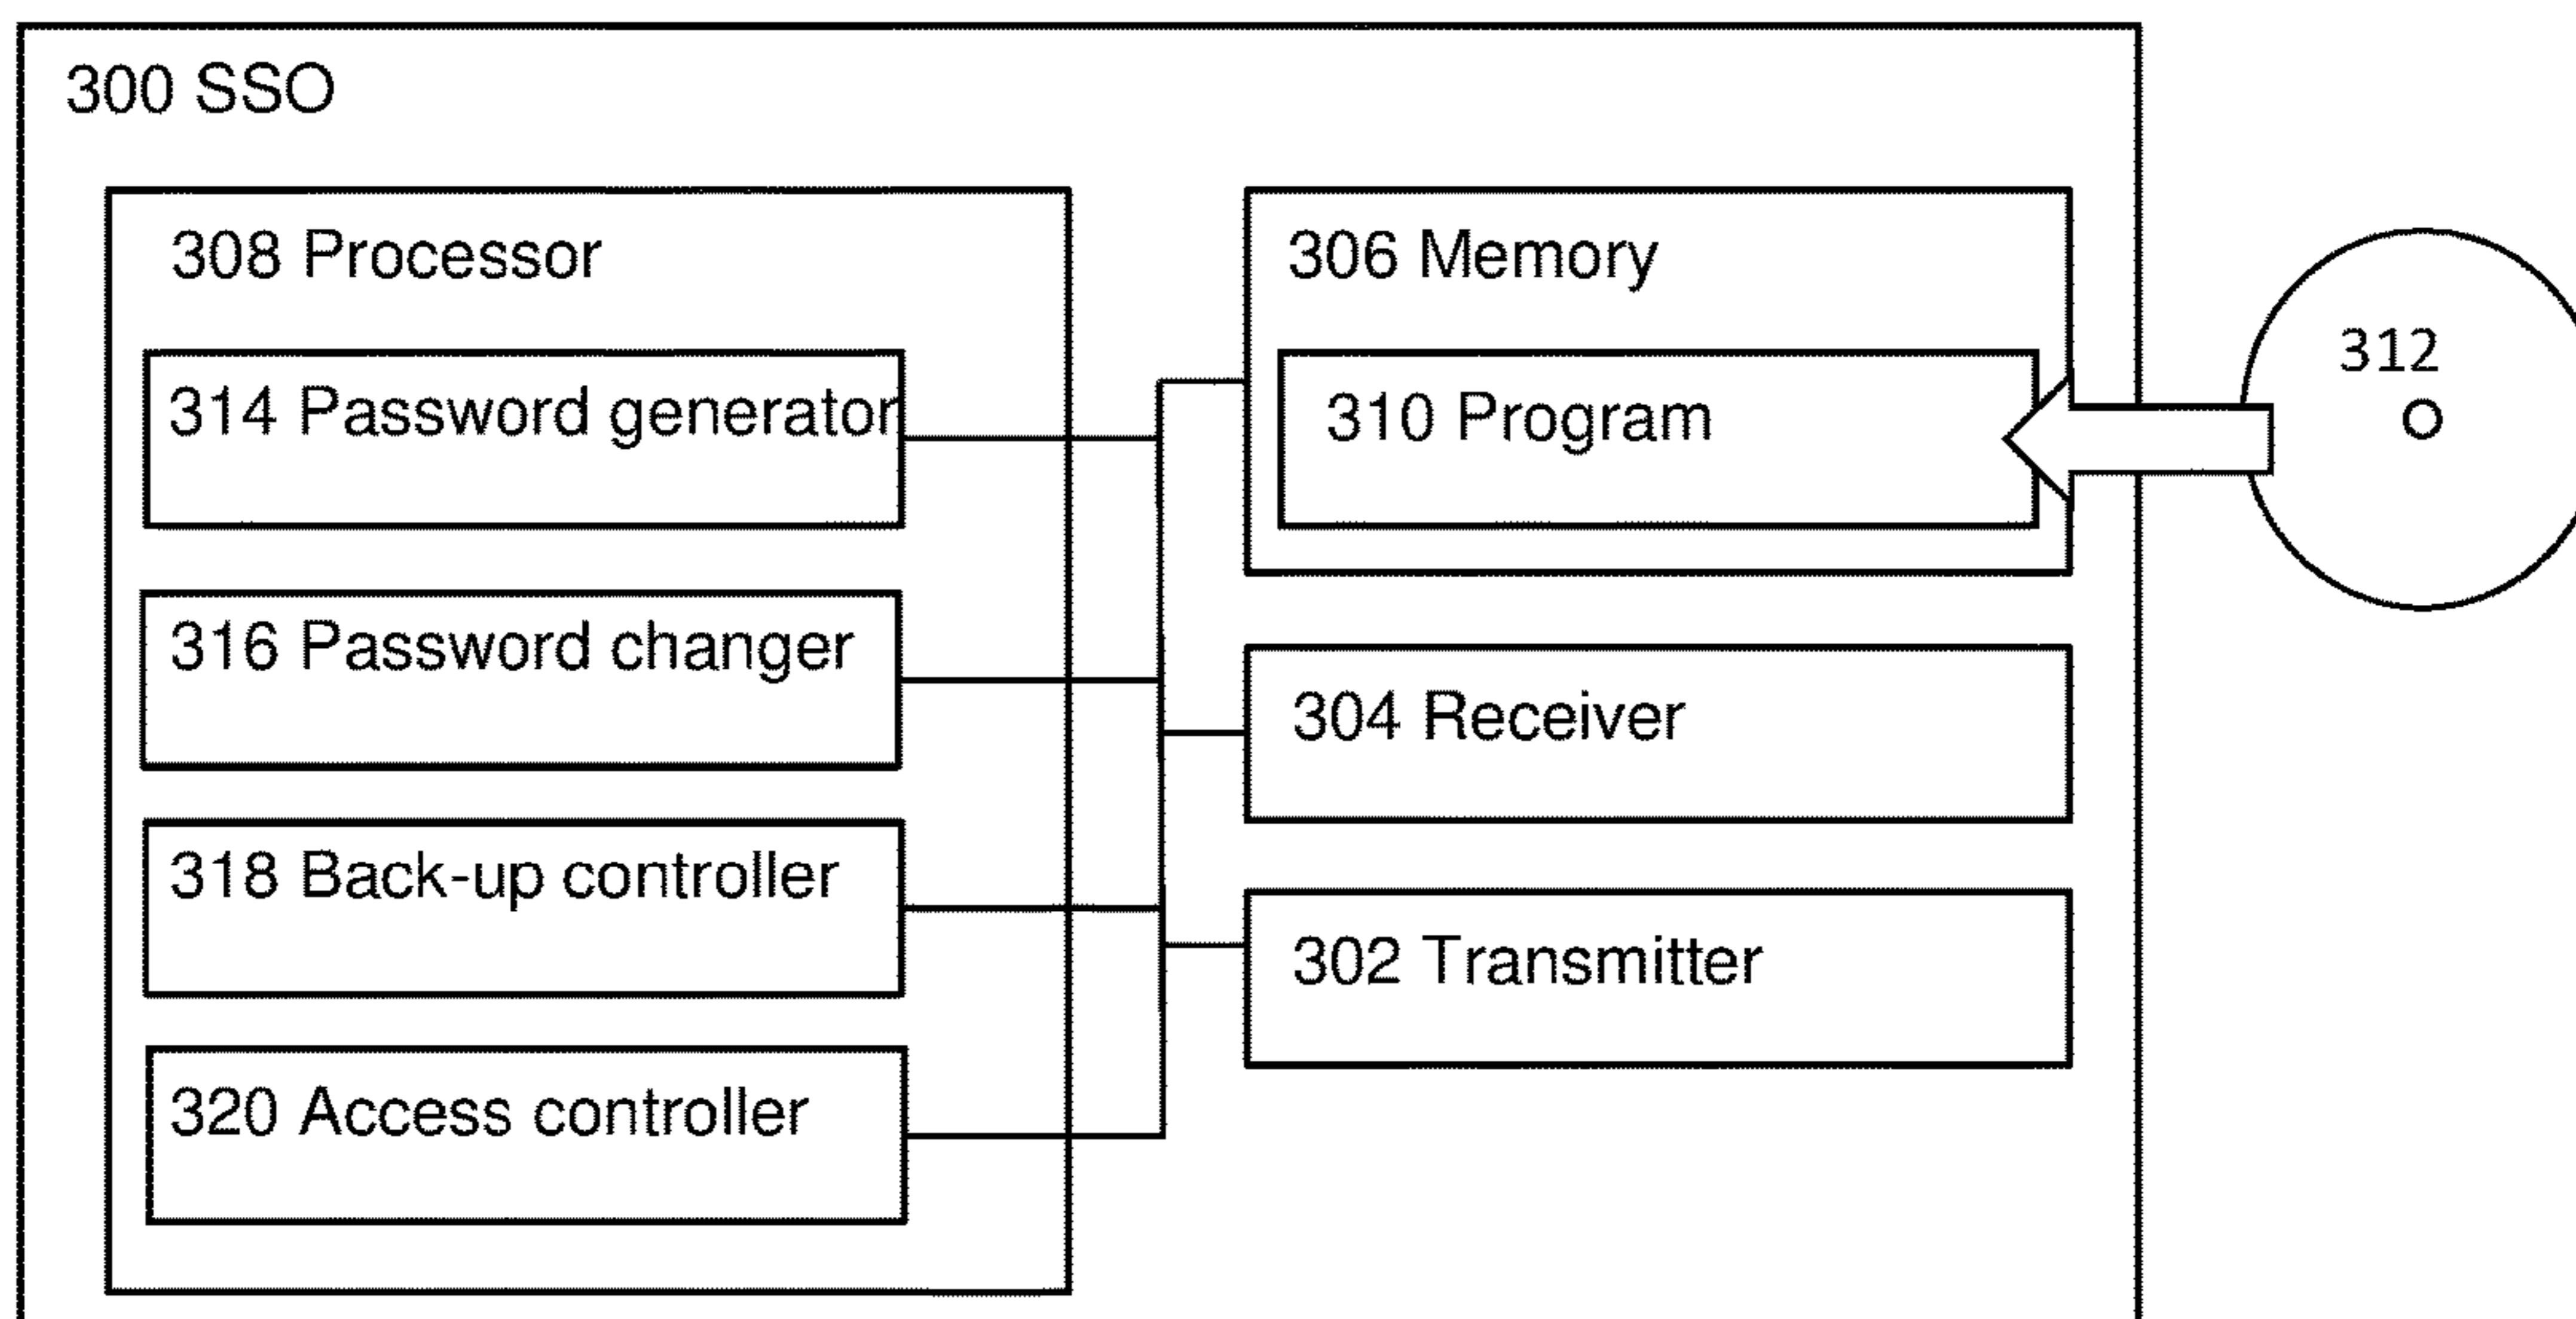 300 SSO
308 Processor
314 Password generator
316 Password changer
318 Back-up controller
320 Access controller
306 Memory
310 Program
304 Receiver
302 Transmitter
312